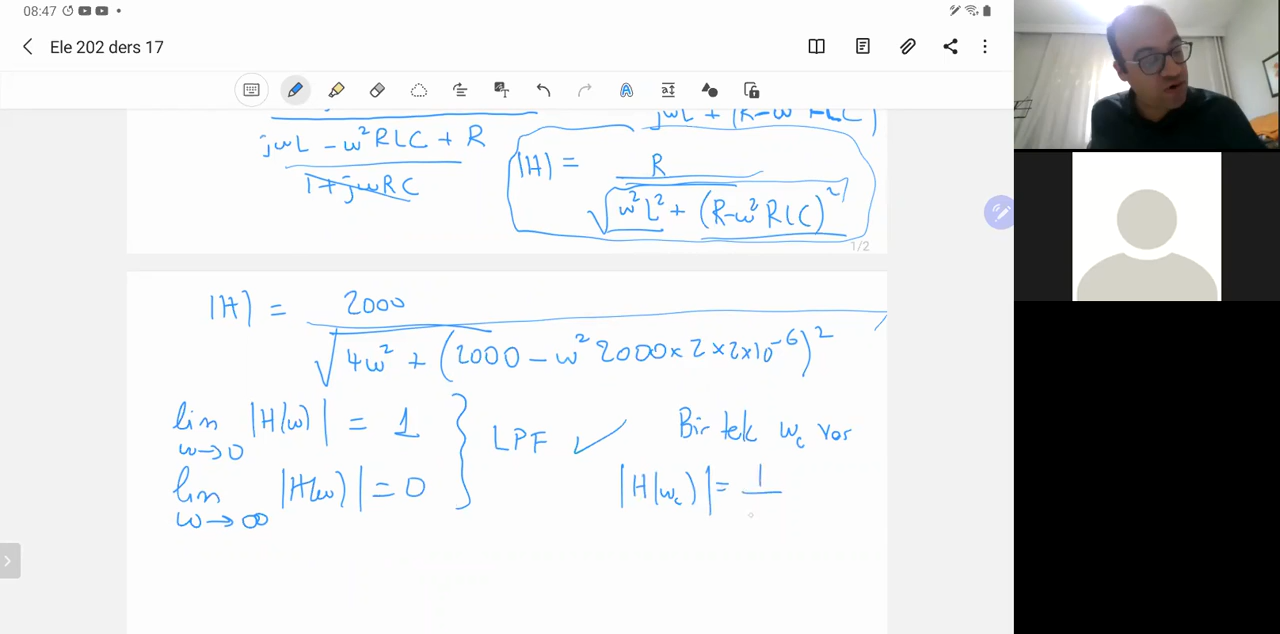 08:47
Ele 202 ders 17
jωL + (R-ω²RLC)
jωL - ω²RLC + R
1+jωRC
|H| = R / √(ω²L² + (R-ω²RLC)²)
1/2
|H| = 2000 / √(4ω² + (2000 - ω² 2000×2×2×10⁻⁶)²)
lim ω→0 |H(ω)| = 1
lim ω→∞ |H(ω)| = 0
} LPF ✓
Bir tek ωc var
|H(ωc)| = 1